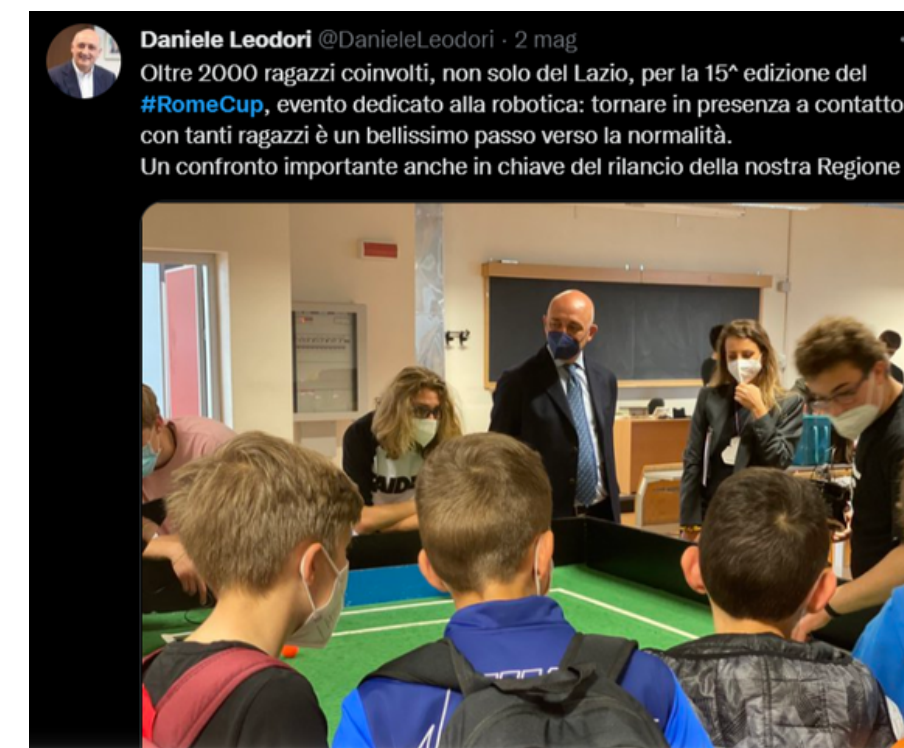 Daniele Leodori @DanieleLeodori · 2 mag
Oltre 2000 ragazzi coinvolti, non solo del Lazio, per la 15^ edizione del
#RomeCup, evento dedicato alla robotica: tornare in presenza a contatto
con tanti ragazzi è un bellissimo passo verso la normalità.
Un confronto importante anche in chiave del rilancio della nostra Regione